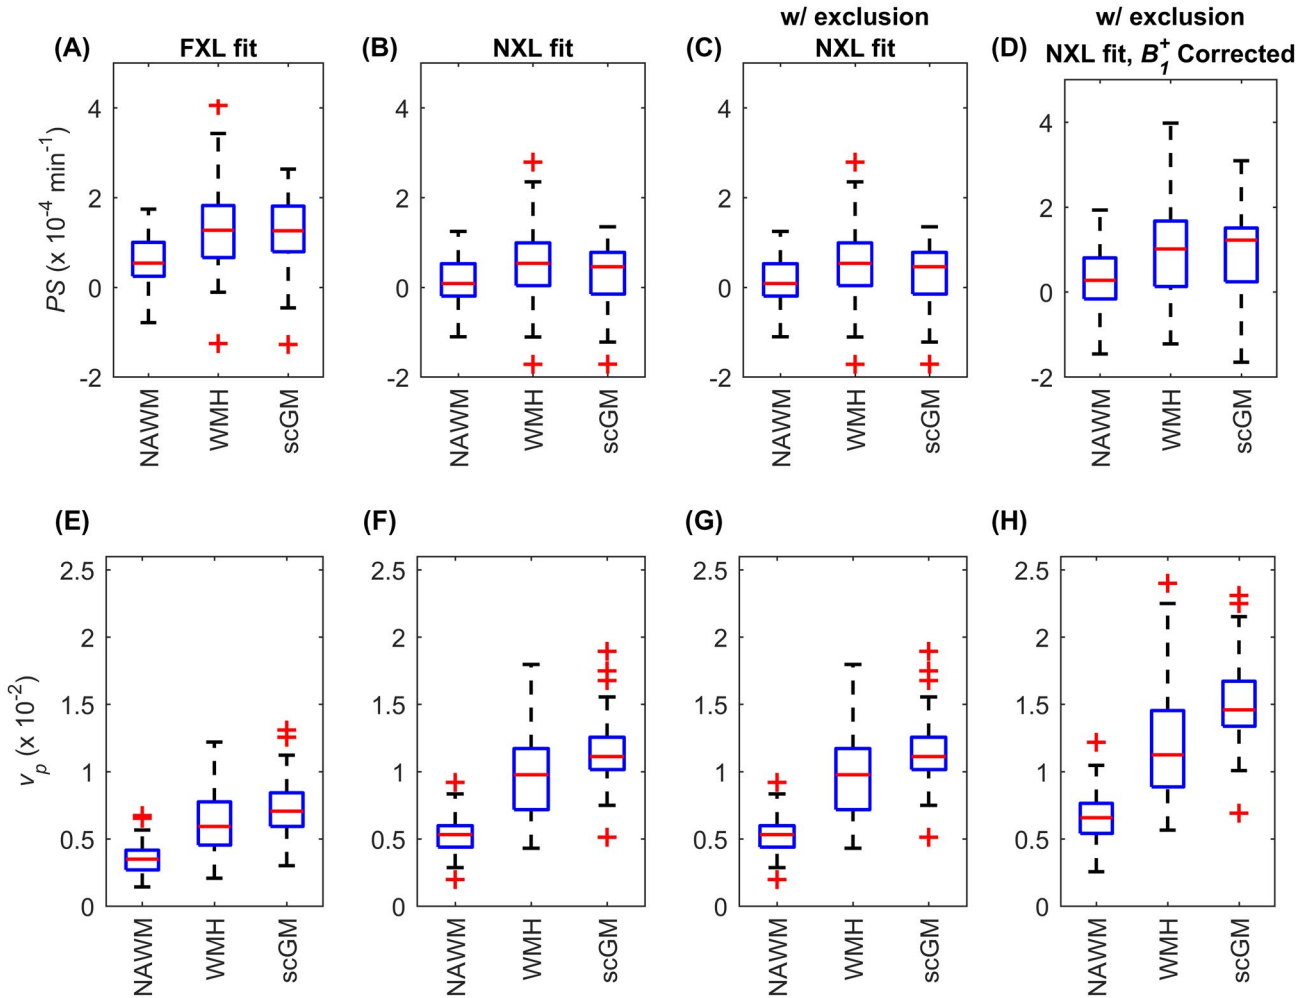 w/ exclusion
w/ exclusion
(A) FXL fit
(B) NXL fit
(C) NXL fit
(D) NXL fit, B₁⁺ Corrected
PS (x 10⁻⁴ min⁻¹)
4
2
0
-2
NAWM
WMH
scGM
4
2
0
-2
NAWM
WMH
scGM
4
2
0
-2
NAWM
WMH
scGM
4
2
0
-2
NAWM
WMH
scGM
(E)
(F)
(G)
(H)
vₚ (x 10⁻²)
2.5
2
1.5
1
0.5
0
NAWM
WMH
scGM
2.5
2
1.5
1
0.5
0
NAWM
WMH
scGM
2.5
2
1.5
1
0.5
0
NAWM
WMH
scGM
2.5
2
1.5
1
0.5
0
NAWM
WMH
scGM